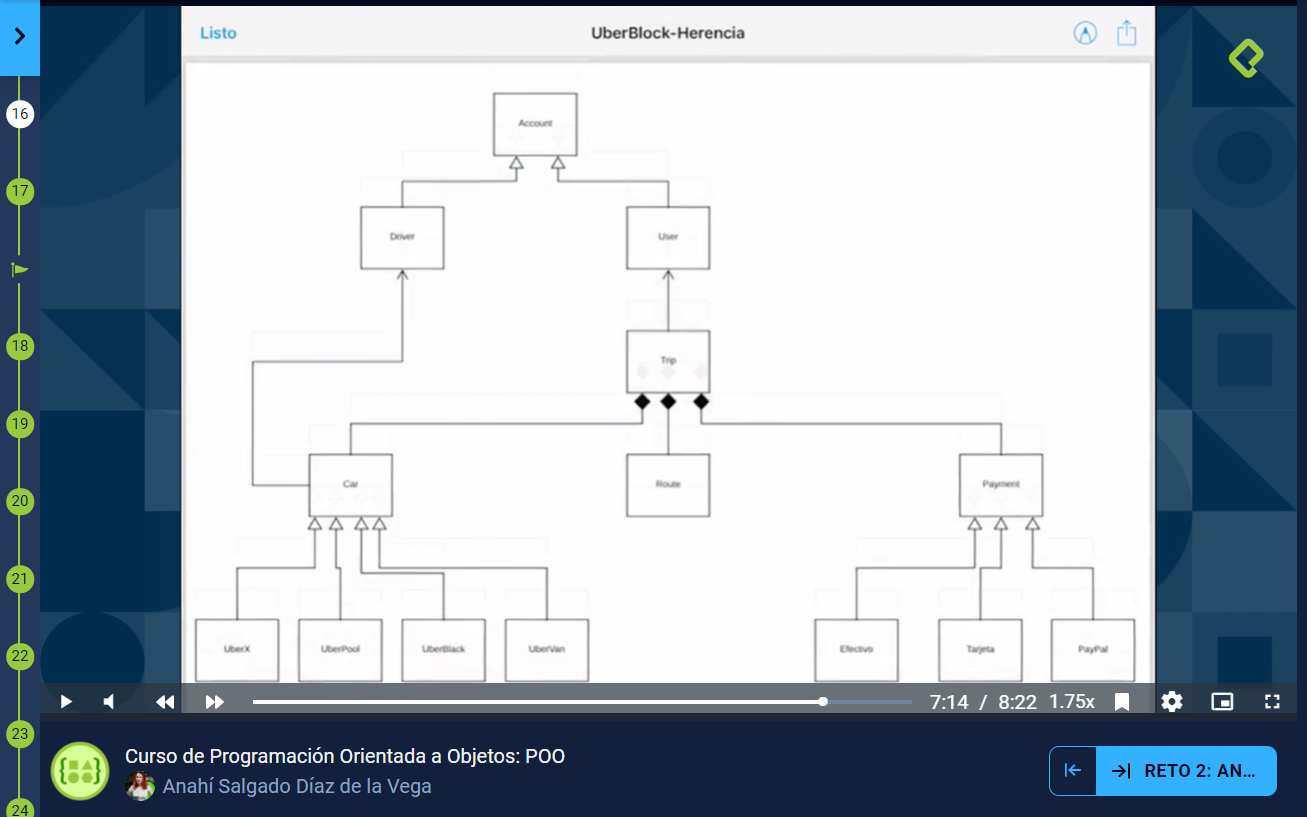 Listo
UberBlock-Herencia
16
17
18
19
20
21
22
23
24
Account
Driver
User
Trip
Car
Route
Payment
UberX
UberPool
UberBlack
UberVan
Efectivo
Tarjeta
PayPal
7:14 / 8:22 1.75x
Curso de Programación Orientada a Objetos: POO
Anahí Salgado Díaz de la Vega
RETO 2: AN...